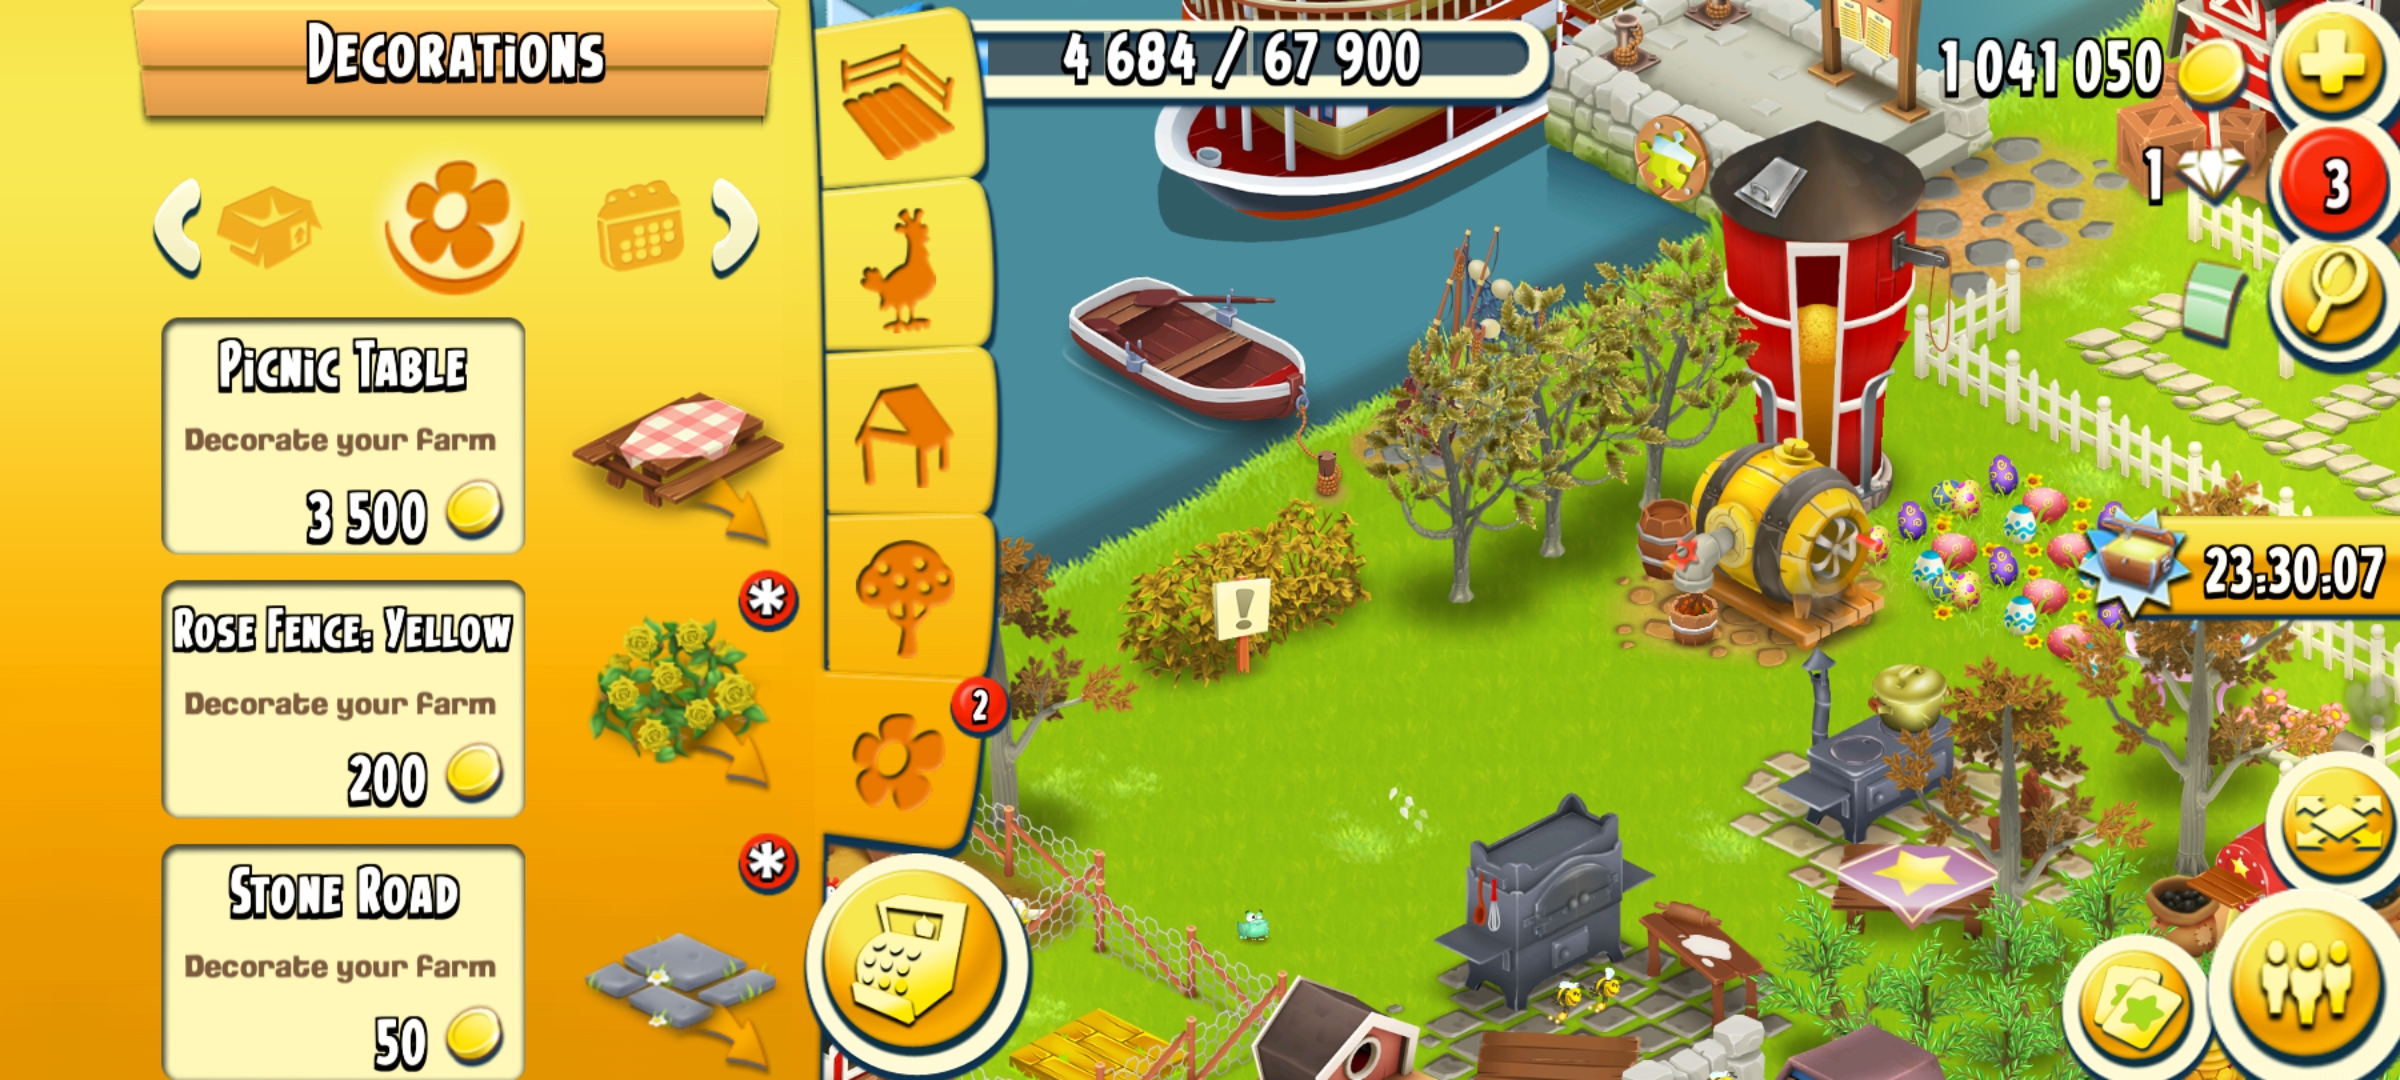 DECORATIONS
4 684 / 67 900
1 041 050
1
3
PICNIC TABLE
Decorate your farm
3 500
ROSE FENCE: YELLOW
Decorate your farm
200
STONE ROAD
Decorate your farm
50
2
!
23:30:07